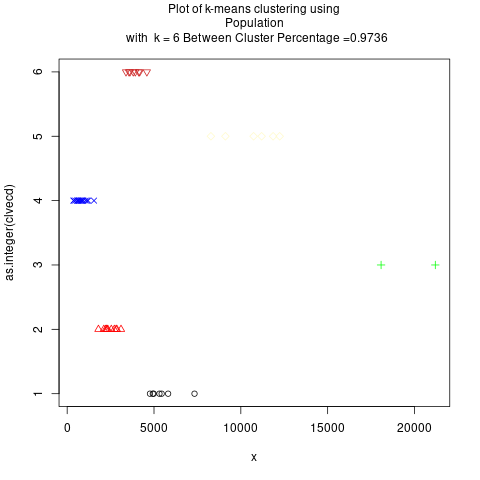 Plot of k-means clustering using
Population
with k = 6 Between Cluster Percentage =0.9736
as.integer(clvecd)
6
5
4
3
2
1
0 5000 10000 15000 20000
x